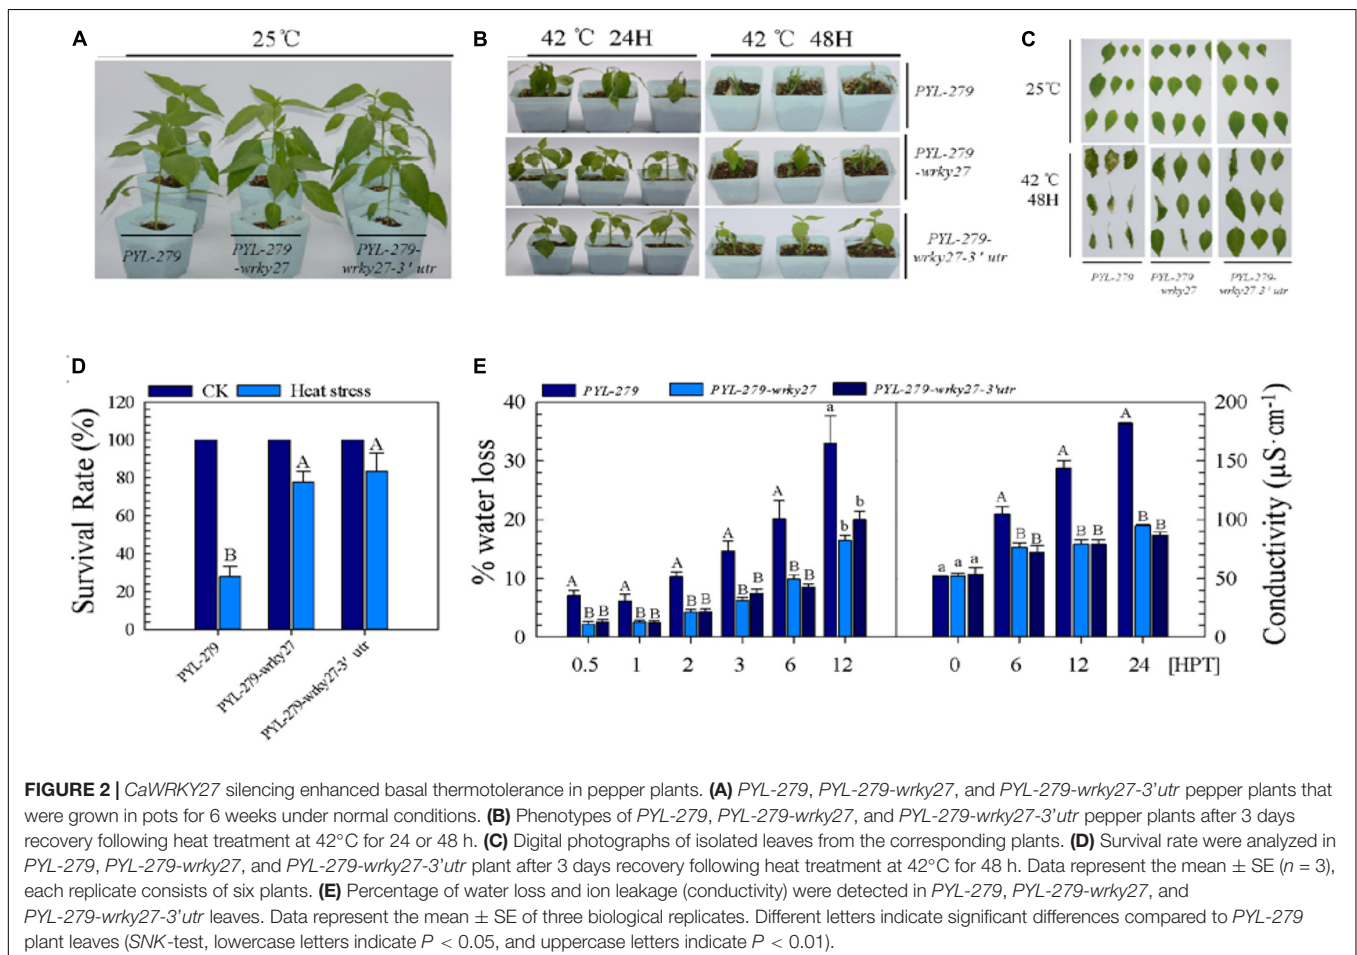 A
25℃
PYL-279
PYL-279
-wrky27
PYL-279-
wrky27-3' utr
B
42 ℃ 24H
42 ℃ 48H
PYL-279
PYL-279
-wrky27
PYL-279-
wrky27-3' utr
C
25℃
42 ℃
48H
PYL-279
PYL-279
wrky27
PYL-279-
wrky27-3' utr
D
CK
Heat stress
Survival Rate (%)
120
100
80
60
40
20
0
B
A
A
PYL-279
PYL-279-wrky27
PYL-279-wrky27-3' utr
E
PYL-279
PYL-279-wrky27
PYL-279-wrky27-3'utr
% water loss
40
30
20
10
0
A
B B
A
B B
A
B B
A
B B
A
B B
a
b b
0.5 1 2 3 6 12
a a a
A
B B
A
B B
A
B B
0 6 12 24 [HPT]
200
150
100
50
0
Conductivity (µS·cm⁻¹)
FIGURE 2 | CaWRKY27 silencing enhanced basal thermotolerance in pepper plants. (A) PYL-279, PYL-279-wrky27, and PYL-279-wrky27-3'utr pepper plants that
were grown in pots for 6 weeks under normal conditions. (B) Phenotypes of PYL-279, PYL-279-wrky27, and PYL-279-wrky27-3'utr pepper plants after 3 days
recovery following heat treatment at 42°C for 24 or 48 h. (C) Digital photographs of isolated leaves from the corresponding plants. (D) Survival rate were analyzed in
PYL-279, PYL-279-wrky27, and PYL-279-wrky27-3'utr plant after 3 days recovery following heat treatment at 42°C for 48 h. Data represent the mean ± SE (n = 3),
each replicate consists of six plants. (E) Percentage of water loss and ion leakage (conductivity) were detected in PYL-279, PYL-279-wrky27, and
PYL-279-wrky27-3'utr leaves. Data represent the mean ± SE of three biological replicates. Different letters indicate significant differences compared to PYL-279
plant leaves (SNK-test, lowercase letters indicate P < 0.05, and uppercase letters indicate P < 0.01).